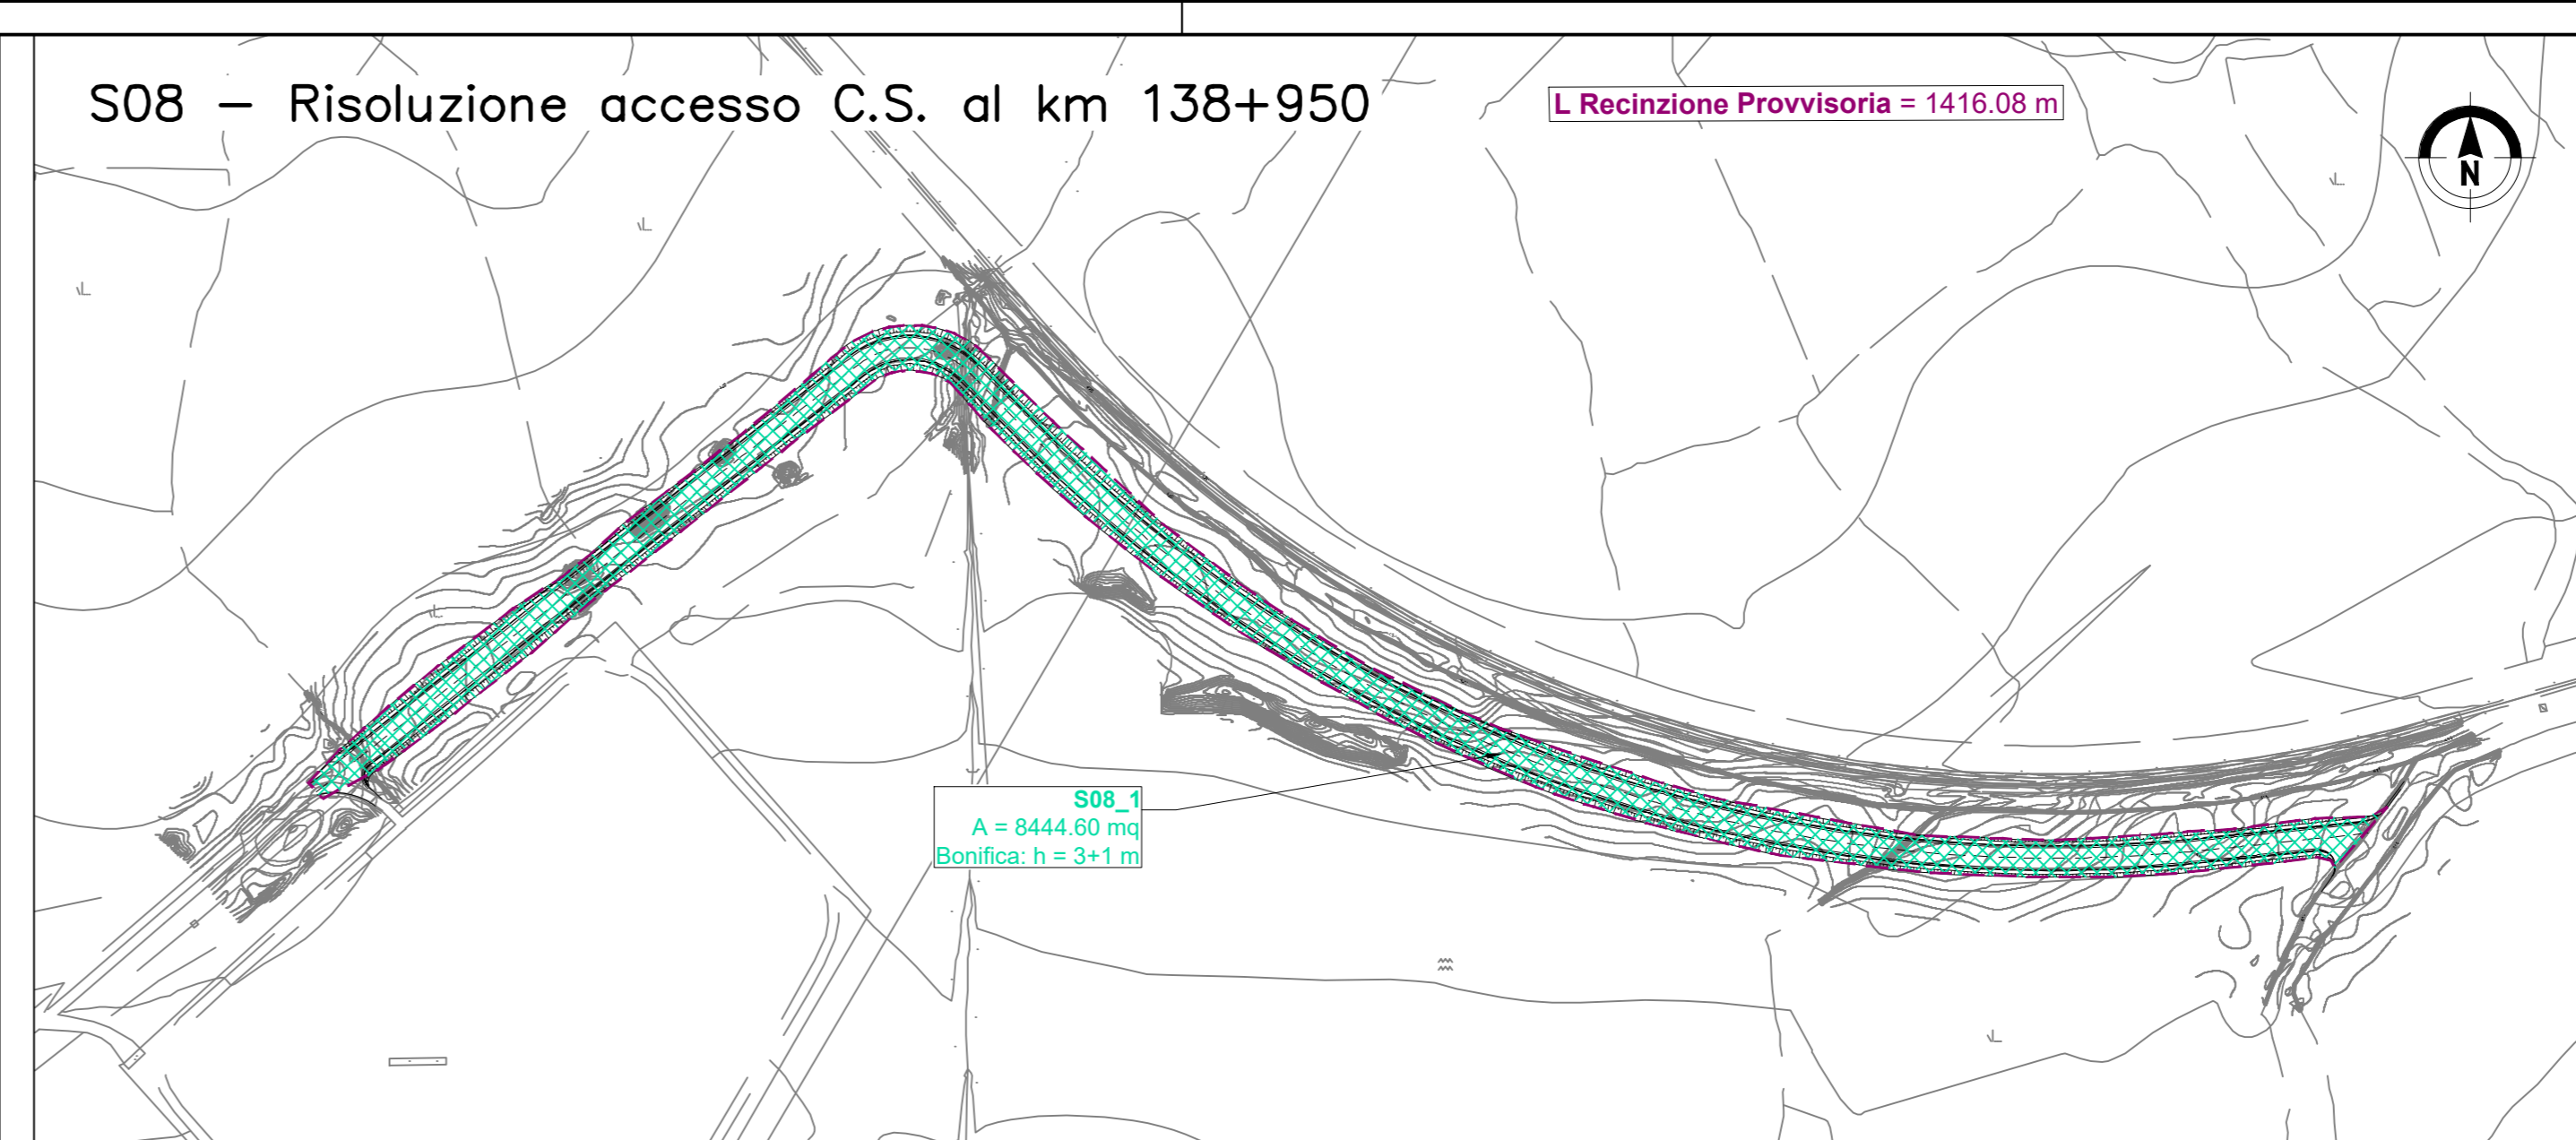 S08 – Risoluzione accesso C.S. al km 138+950
L Recinzione Provvisoria = 1416.08 m
N
S08_1
A = 8444.60 mq
Bonifica: h = 3+1 m